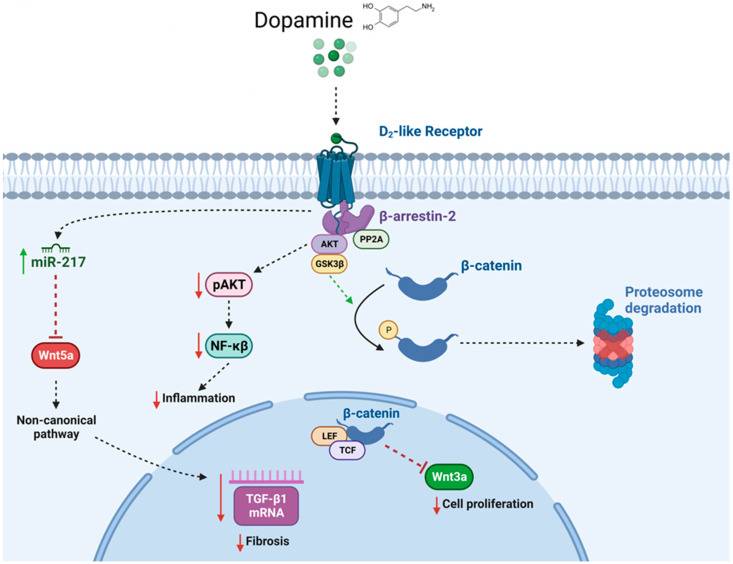 Dopamine
HO
NH₂
HO
D₂-like Receptor
β-arrestin-2
AKT
PP2A
GSK3β
miR-217
pAKT
β-catenin
Proteosome
degradation
P
NF-κβ
Wnt5a
Inflammation
Non-canonical
pathway
β-catenin
LEF
TCF
Wnt3a
TGF-β1
mRNA
Cell proliferation
Fibrosis